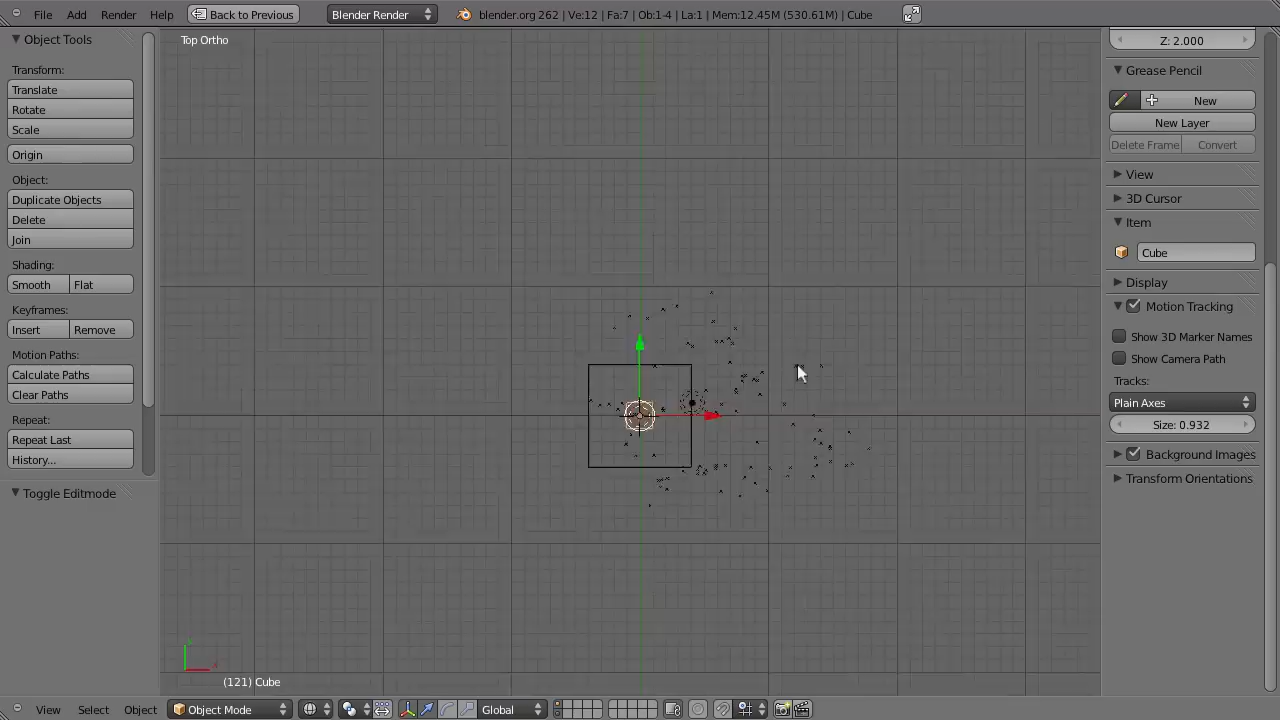 File Add Render Help Back to Previous Blender Render blender.org 262 | Ve:12 | Fa:7 | Ob:1-4 | La:1 | Mem:12.45M (530.61M) | Cube
Object Tools
Transform:
Translate
Rotate
Scale
Origin
Object:
Duplicate Objects
Delete
Join
Shading:
Smooth Flat
Keyframes:
Insert Remove
Motion Paths:
Calculate Paths
Clear Paths
Repeat:
Repeat Last
History...
Toggle Editmode
Top Ortho
(121) Cube
Z: 2.000
Grease Pencil
New
New Layer
Delete Frame Convert
View
3D Cursor
Item
Cube
Display
Motion Tracking
Show 3D Marker Names
Show Camera Path
Tracks:
Plain Axes
Size: 0.932
Background Images
Transform Orientations
View Select Object Object Mode Global